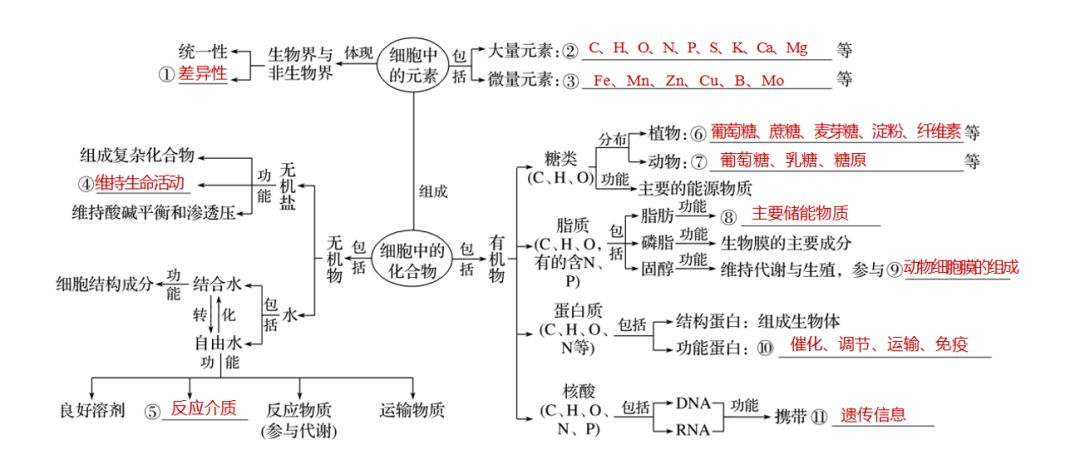 统一性
①差异性
生物界与
非生物界
体现
细胞中
的元素
包括
大量元素：② C、H、O、N、P、S、K、Ca、Mg 等
微量元素：③ Fe、Mn、Zn、Cu、B、Mo 等
组成
细胞中的
化合物
包括
无机物
包括
无机盐
功能
组成复杂化合物
④维持生命活动
维持酸碱平衡和渗透压
水
包括
结合水
功能
细胞结构成分
转化
自由水
功能
良好溶剂
⑤ 反应介质
反应物质
(参与代谢)
运输物质
包括
有机物
糖类
(C、H、O)
分布
植物：⑥ 葡萄糖、蔗糖、麦芽糖、淀粉、纤维素等
动物：⑦ 葡萄糖、乳糖、糖原 等
功能
主要的能源物质
脂质
(C、H、O，
有的含N、
P)
包括
脂肪 功能 ⑧ 主要储能物质
磷脂 功能 生物膜的主要成分
固醇 功能 维持代谢与生殖，参与⑨动物细胞膜的组成
蛋白质
(C、H、O、
N等)
包括
结构蛋白：组成生物体
功能蛋白：⑩ 催化、调节、运输、免疫
核酸
(C、H、O、
N、P)
包括
DNA
RNA
功能
携带⑪ 遗传信息